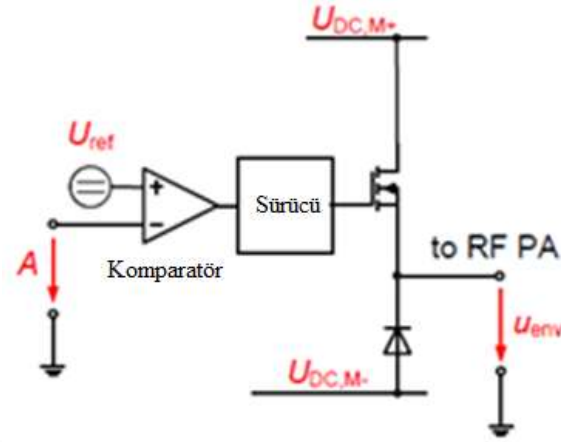 U_DC,M+
U_ref
+
Sürücü
−
to RF PA
A
Komparatör
u_env
U_DC,M-